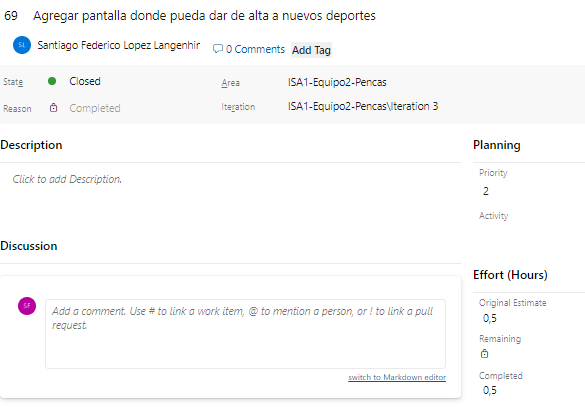 69 Agregar pantalla donde pueda dar de alta a nuevos deportes
SL Santiago Federico Lopez Langenhir 0 Comments Add Tag
State Closed Area ISA1-Equipo2-Pencas
Reason Completed Iteration ISA1-Equipo2-Pencas\Iteration 3
Description
Click to add Description.
Planning
Priority
2
Activity
Discussion
SF
Add a comment. Use # to link a work item, @ to mention a person, or ! to link a pull
request.
switch to Markdown editor
Effort (Hours)
Original Estimate
0,5
Remaining
Completed
0,5